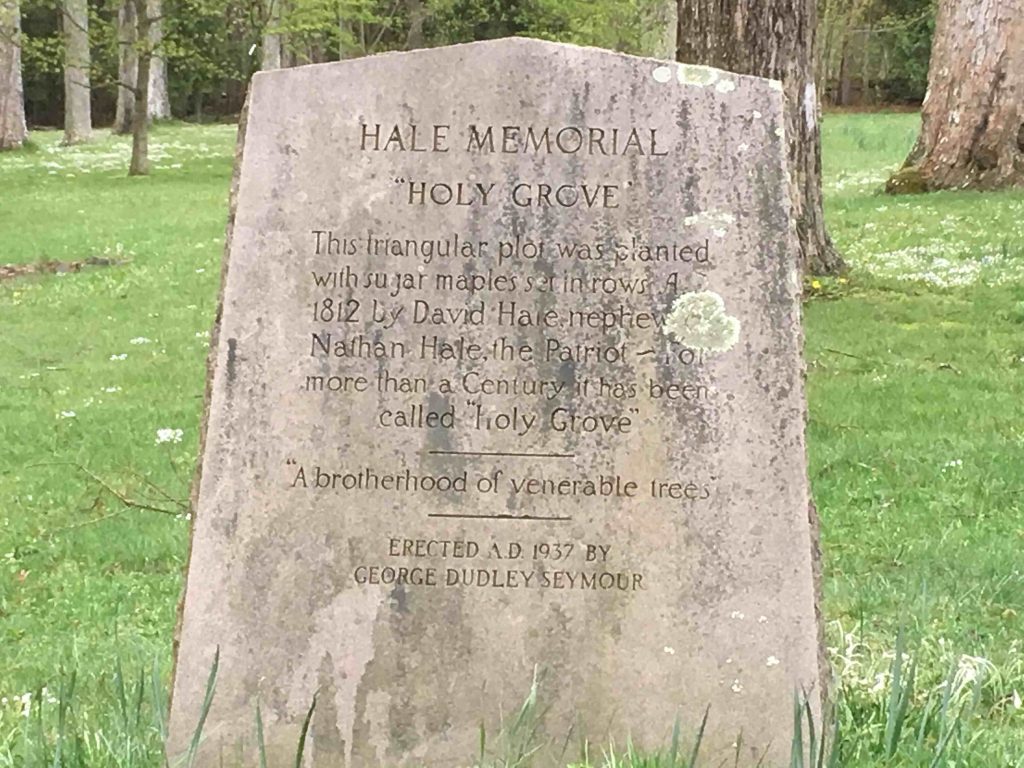 HALE MEMORIAL
"HOLY GROVE"
This triangular plot was planted
with sugar maples set in rows A.
1812 by David Hale, nephew
Nathan Hale, the Patriot – For
more than a Century it has been
called "Holy Grove"
"A brotherhood of venerable trees"
ERECTED A.D. 1937 BY
GEORGE DUDLEY SEYMOUR